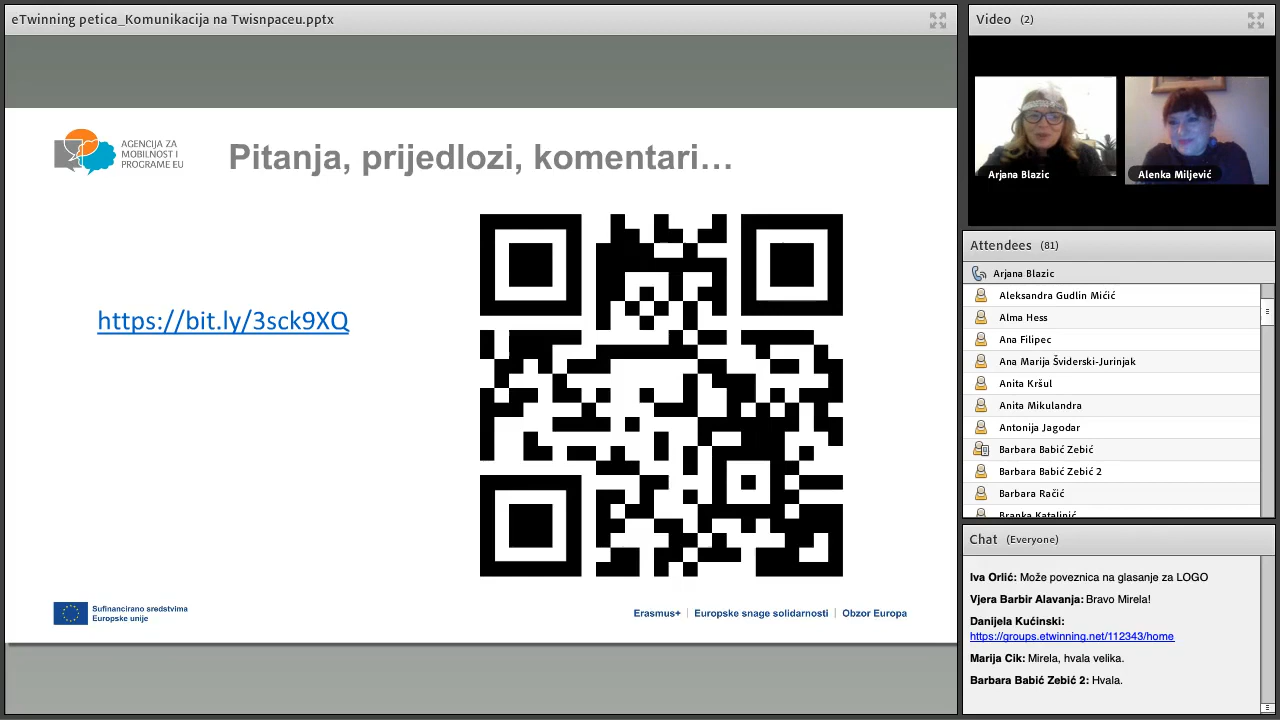 eTwinning petica_Komunikacija na Twisnpaceu.pptx
AGENCIJA ZA
MOBILNOST I
PROGRAME EU
Pitanja, prijedlozi, komentari…
https://bit.ly/3sck9XQ
Sufinancirano sredstvima
Europske unije
Erasmus+ | Europske snage solidarnosti | Obzor Europa
Video (2)
Arjana Blazic
Alenka Miljević
Attendees (81)
Arjana Blazic
Aleksandra Gudlin Mićić
Alma Hess
Ana Filipec
Ana Marija Šviderski-Jurinjak
Anita Kršul
Anita Mikulandra
Antonija Jagodar
Barbara Babić Zebić
Barbara Babić Zebić 2
Barbara Račić
Branka Katalinić
Chat (Everyone)
Iva Orlić: Može poveznica na glasanje za LOGO
Vjera Barbir Alavanja: Bravo Mirela!
Danijela Kućinski:
https://groups.etwinning.net/112343/home
Marija Cik: Mirela, hvala velika.
Barbara Babić Zebić 2: Hvala.